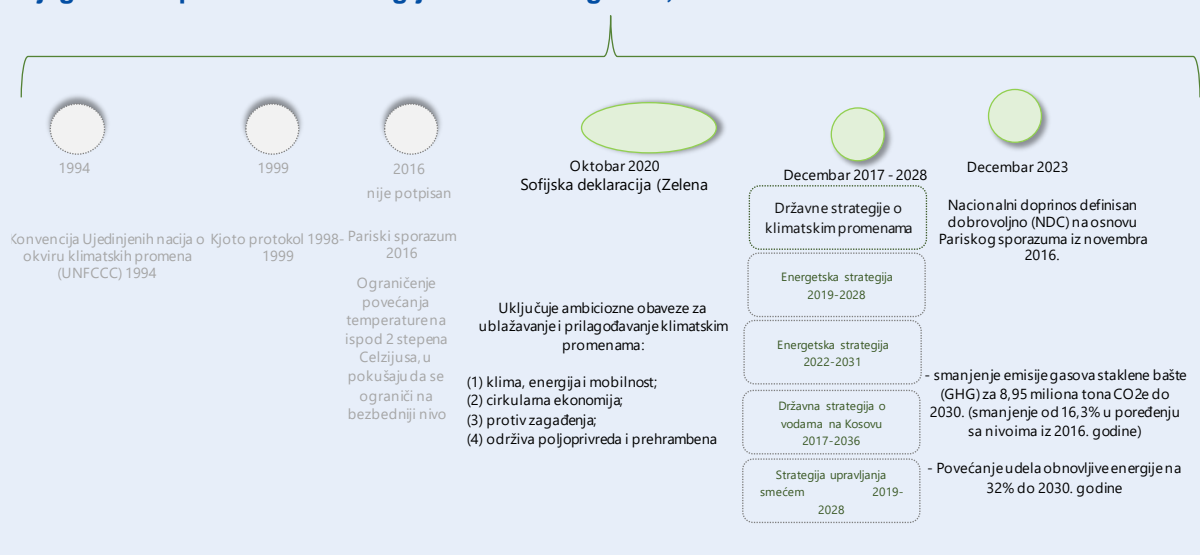 1994
Konvencija Ujedinjenih nacija o
okviru klimatskih promena
(UNFCCC) 1994
1999
Kjoto protokol 1998-
1999
2016
nije potpisan
Pariski sporazum
2016
Ograničenje
povećanja
temperature na
ispod 2 stepena
Celzijusa, u
pokušaju da se
ograniči na
bezbedniji nivo
Oktobar 2020
Sofijska deklaracija (Zelena
Uključuje ambiciozne obaveze za
ublažavanje i prilagođavanje klimatskim
promenama:
(1) klima, energija i mobilnost;
(2) cirkularna ekonomija;
(3) protiv zagađenja;
(4) održiva poljoprivreda i prehrambena
Decembar 2017 - 2028
Državne strategije o
klimatskim promenama
Energetska strategija
2019-2028
Energetska strategija
2022-2031
Državna strategija o
vodama na Kosovu
2017-2036
Strategija upravljanja
smećem 2019-
2028
Decembar 2023
Nacionalni doprinos definisan
dobrovoljno (NDC) na osnovu
Pariskog sporazuma iz novembra
2016.
- smanjenje emisije gasova staklene bašte
(GHG) za 8,95 miliona tona CO2e do
2030. (smanjenje od 16,3% u poređenju
sa nivoima iz 2016. godine)
- Povećanje udela obnovljive energije na
32% do 2030. godine